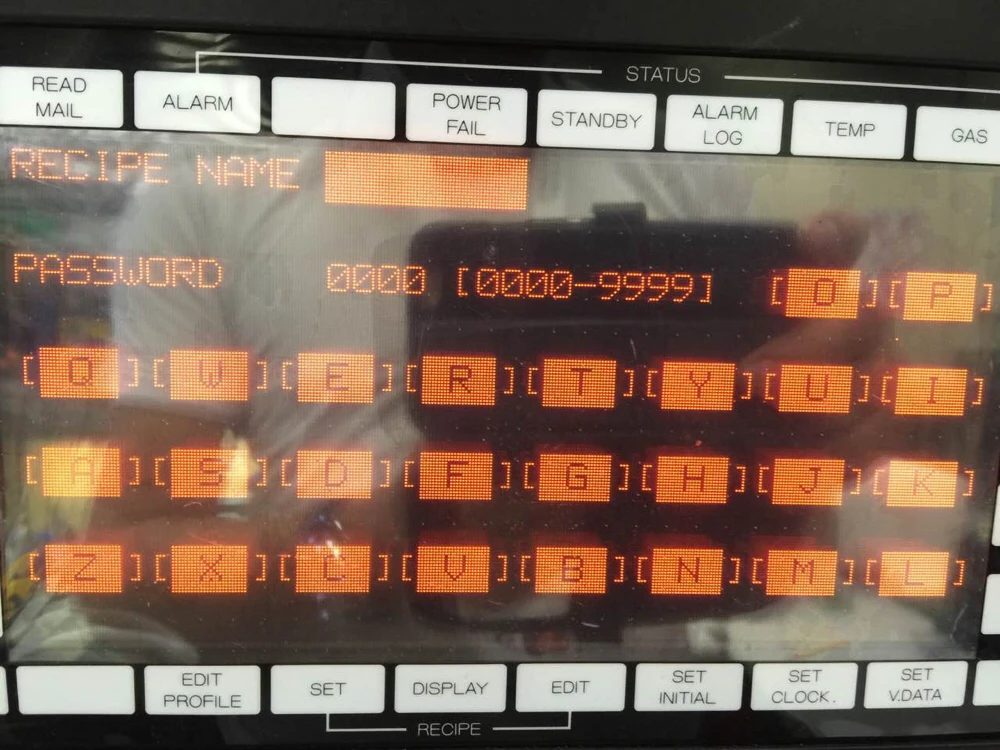 STATUS
READ MAIL ALARM POWER FAIL STANDBY ALARM LOG TEMP GAS
RECIPE NAME
PASSWORD 0000 [0000-9999] [O] [P]
[Q] [W] [E] [R] [T] [Y] [U] [I]
[A] [S] [D] [F] [G] [H] [J] [K]
[Z] [X] [C] [V] [B] [N] [M] [L]
EDIT PROFILE SET DISPLAY EDIT SET INITIAL SET CLOCK. SET V.DATA
RECIPE